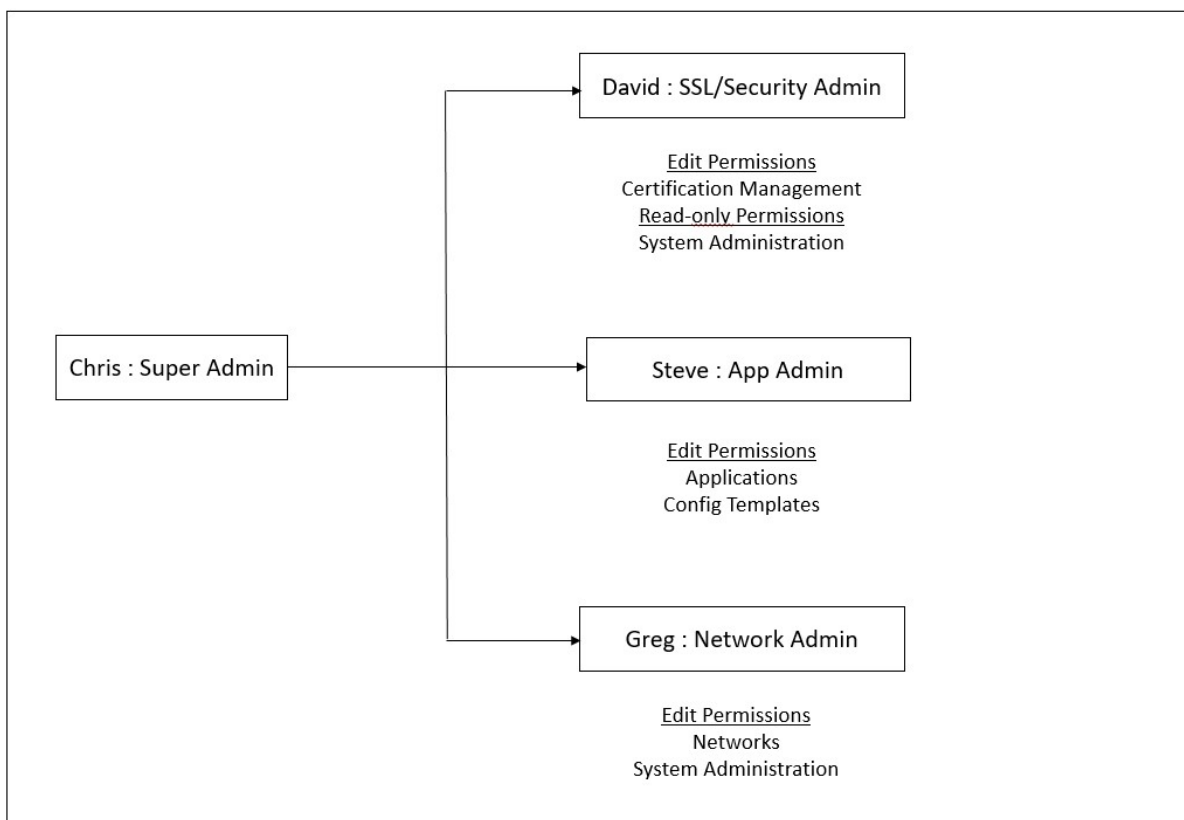 David : SSL/Security Admin
Edit Permissions
Certification Management
Read-only Permissions
System Administration
Chris : Super Admin
Steve : App Admin
Edit Permissions
Applications
Config Templates
Greg : Network Admin
Edit Permissions
Networks
System Administration